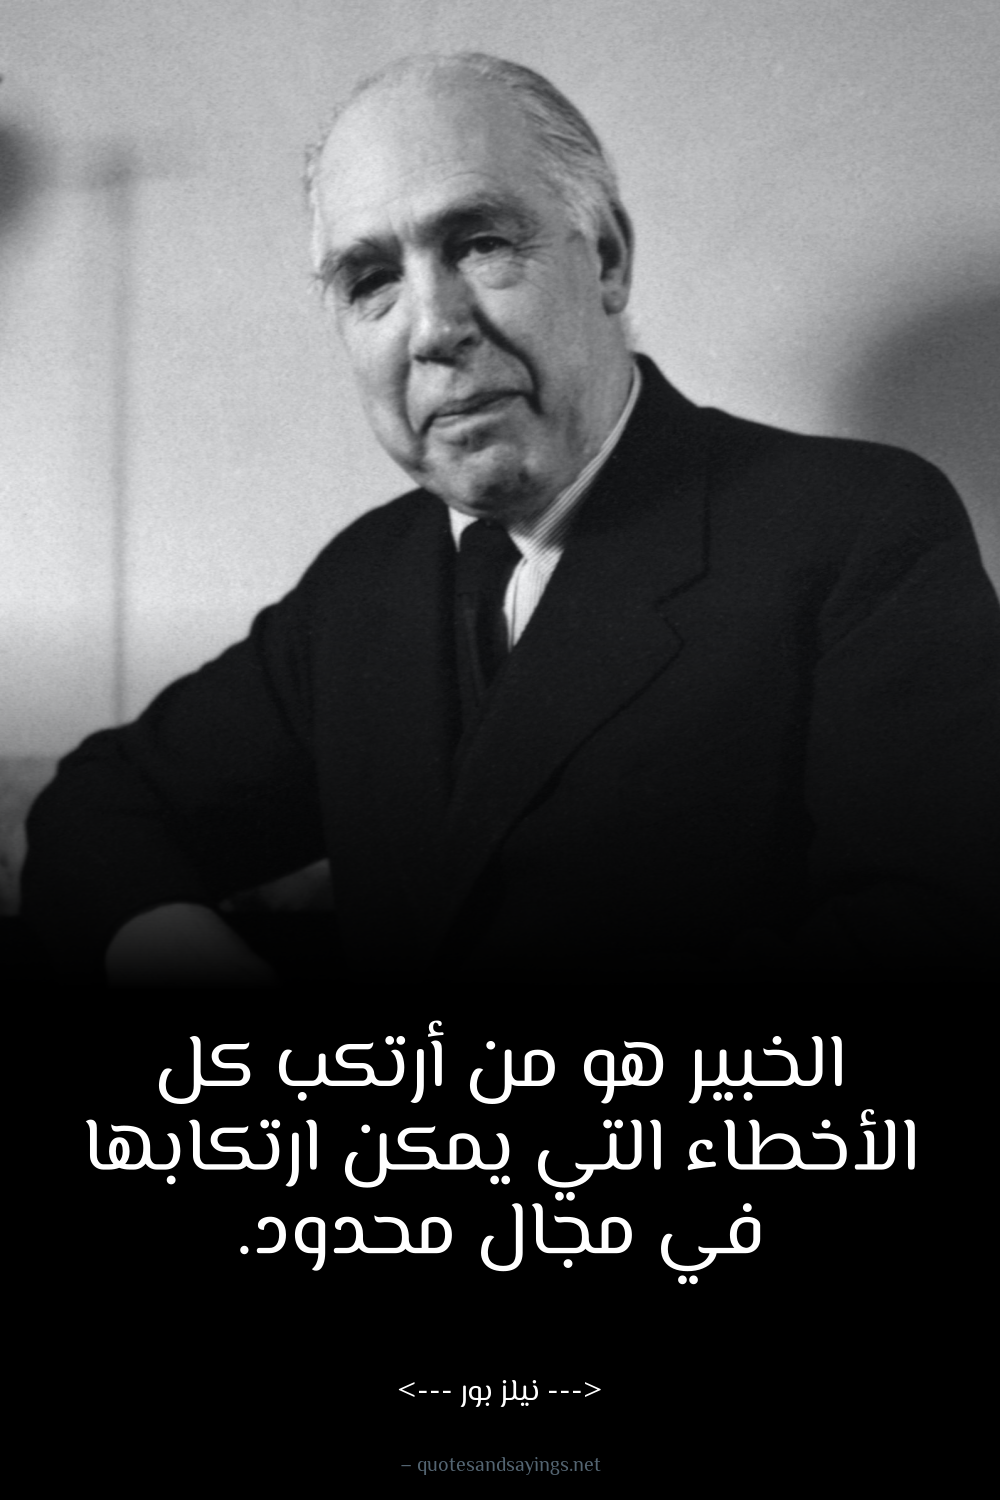 الخبير هو من أرتكب كل
الأخطاء التي يمكن ارتكابها
في مجال محدود.
<--- نيلز بور --->
– quotesandsayings.net